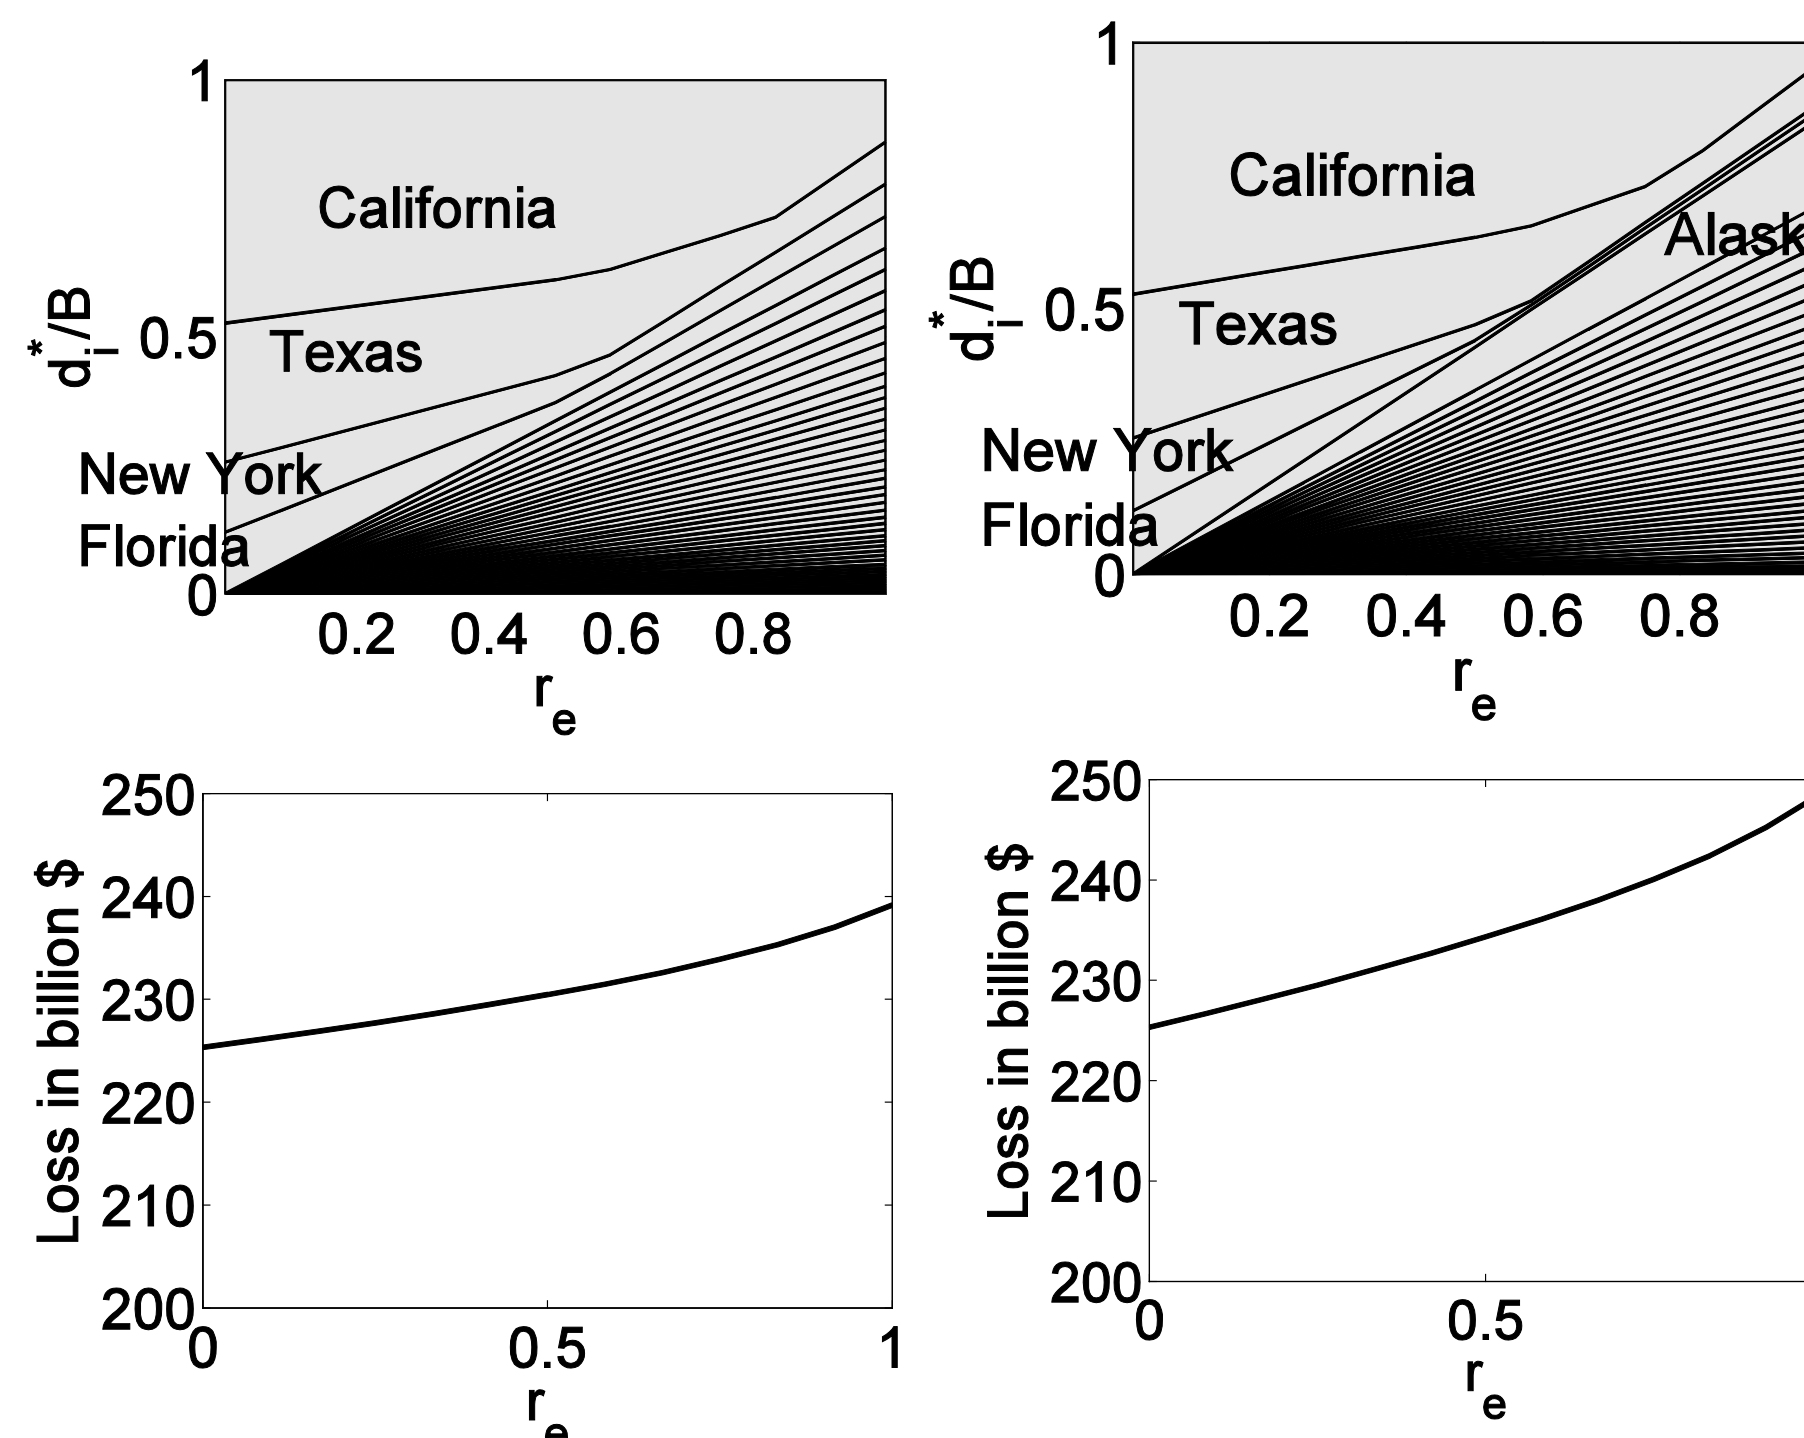 1
California
Texas
New York
Florida
0.5
0
d*i/B
0.2 0.4 0.6 0.8
re
1
California
Alask
Texas
New York
Florida
0.5
0
d*i/B
0.2 0.4 0.6 0.8
re
250
240
230
220
210
200
Loss in billion $
0 0.5 1
re
250
240
230
220
210
200
Loss in billion $
0 0.5
re